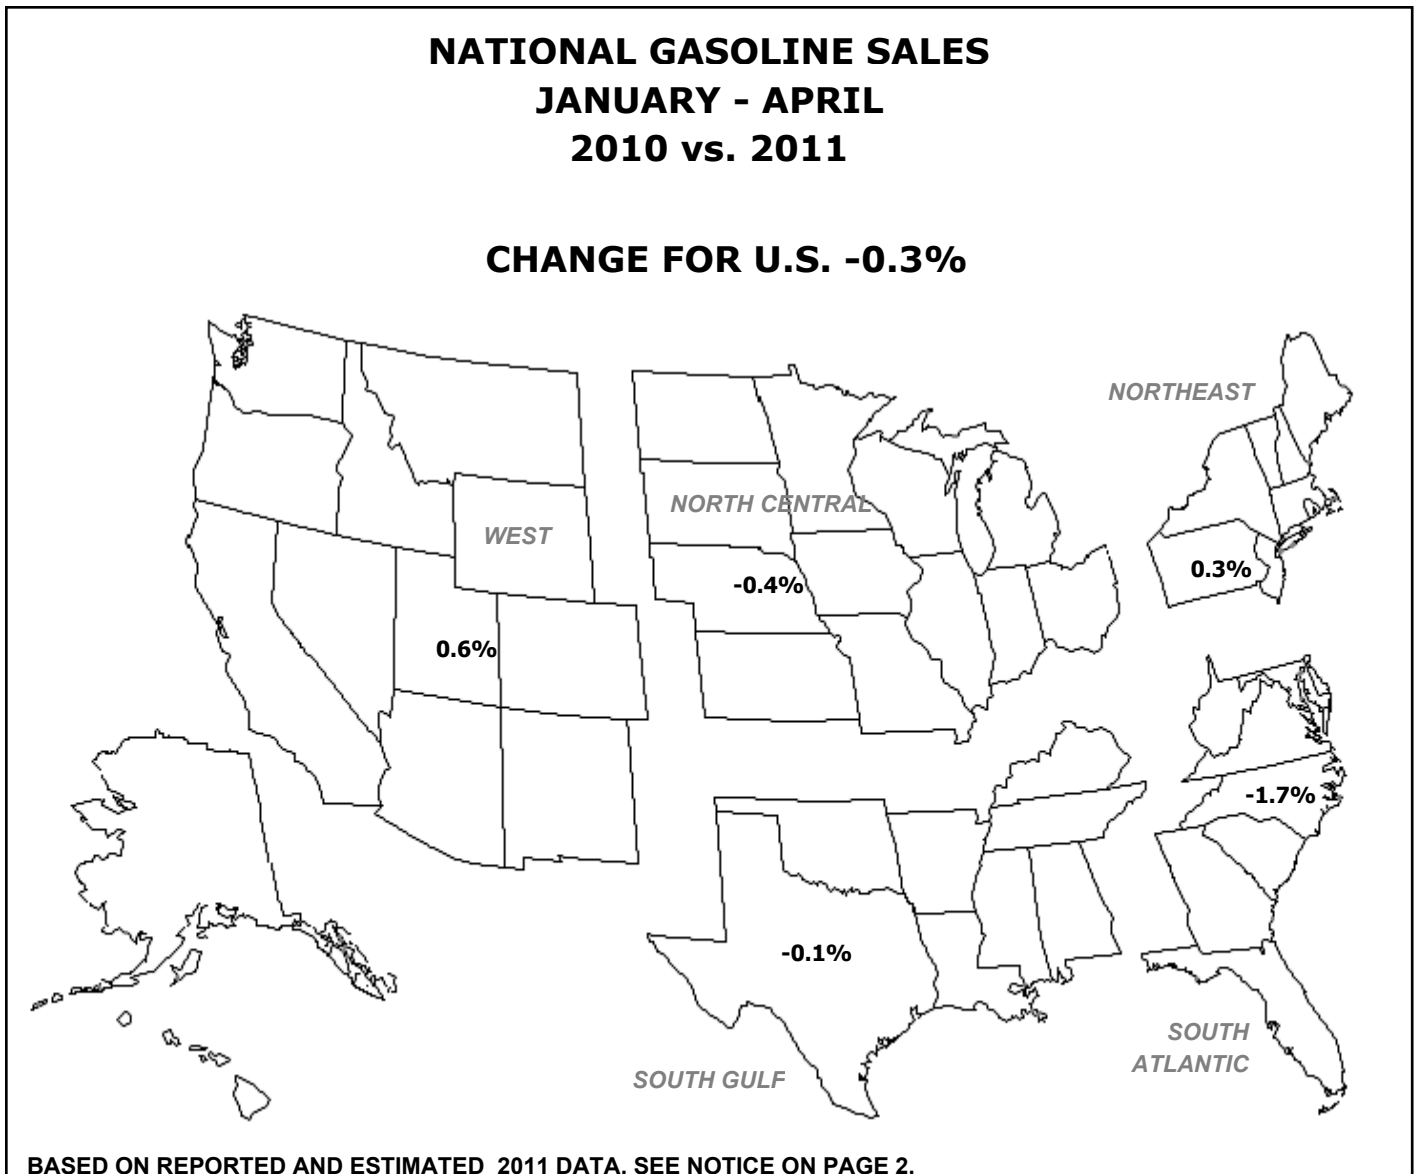 NATIONAL GASOLINE SALES
JANUARY - APRIL
2010 vs. 2011
CHANGE FOR U.S. -0.3%
NORTHEAST
NORTH CENTRAL
WEST
0.3%
-0.4%
0.6%
-1.7%
-0.1%
SOUTH
ATLANTIC
SOUTH GULF
BASED ON REPORTED AND ESTIMATED 2011 DATA. SEE NOTICE ON PAGE 2.